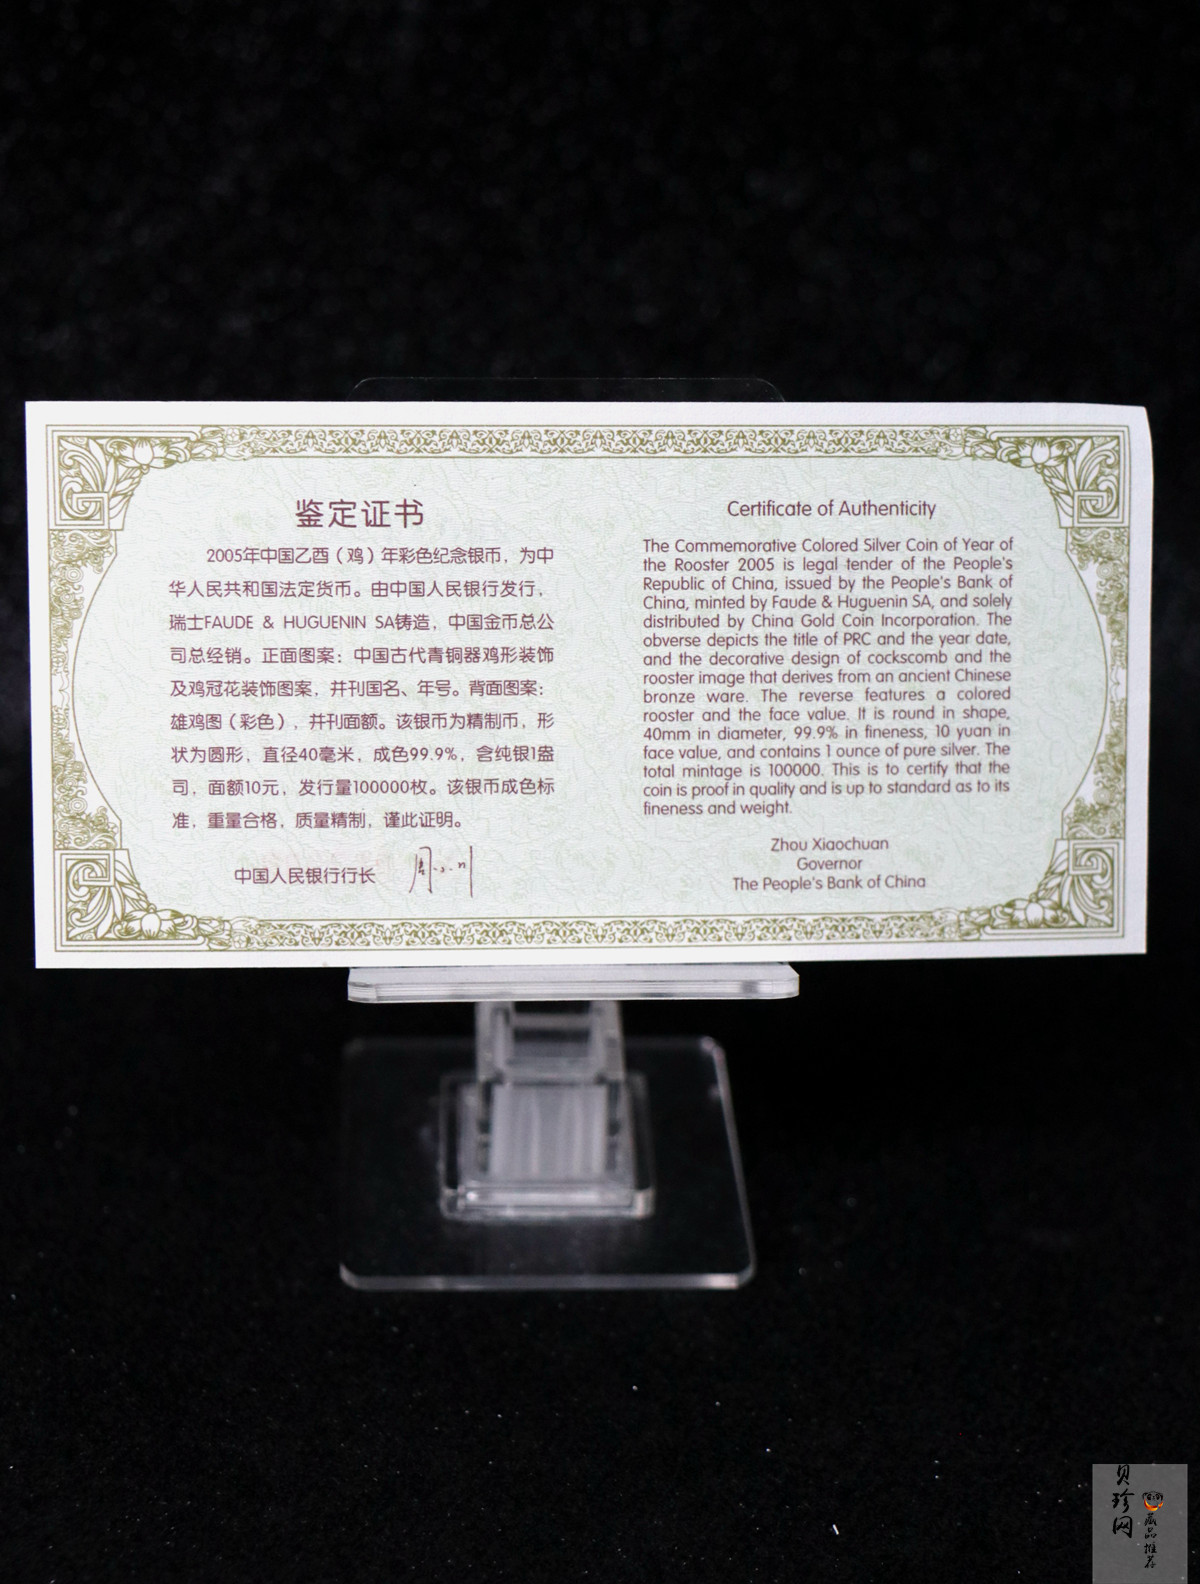 鉴定证书
2005年中国乙酉（鸡）年彩色纪念银币，为中
华人民共和国法定货币。由中国人民银行发行，
瑞士FAUDE & HUGUENIN SA铸造，中国金币总公
司总经销。正面图案：中国古代青铜器鸡形装饰
及鸡冠花装饰图案，并刊国名、年号。背面图案：
雄鸡图（彩色），并刊面额。该银币为精制币，形
状为圆形，直径40毫米，成色99.9%，含纯银1盎
司，面额10元，发行量100000枚。该银币成色标
准，重量合格，质量精制，谨此证明。
中国人民银行行长
Certificate of Authenticity
The Commemorative Colored Silver Coin of Year of
the Rooster 2005 is legal tender of the People's
Republic of China, issued by the People's Bank of
China, minted by Faude & Huguenin SA, and solely
distributed by China Gold Coin Incorporation. The
obverse depicts the title of PRC and the year date,
and the decorative design of cockscomb and the
rooster image that derives from an ancient Chinese
bronze ware. The reverse features a colored
rooster and the face value. It is round in shape,
40mm in diameter, 99.9% in fineness, 10 yuan in
face value, and contains 1 ounce of pure silver. The
total mintage is 100000. This is to certify that the
coin is proof in quality and is up to standard as to its
fineness and weight.
Zhou Xiaochuan
Governor
The People's Bank of China
贝珍网
藏品推荐